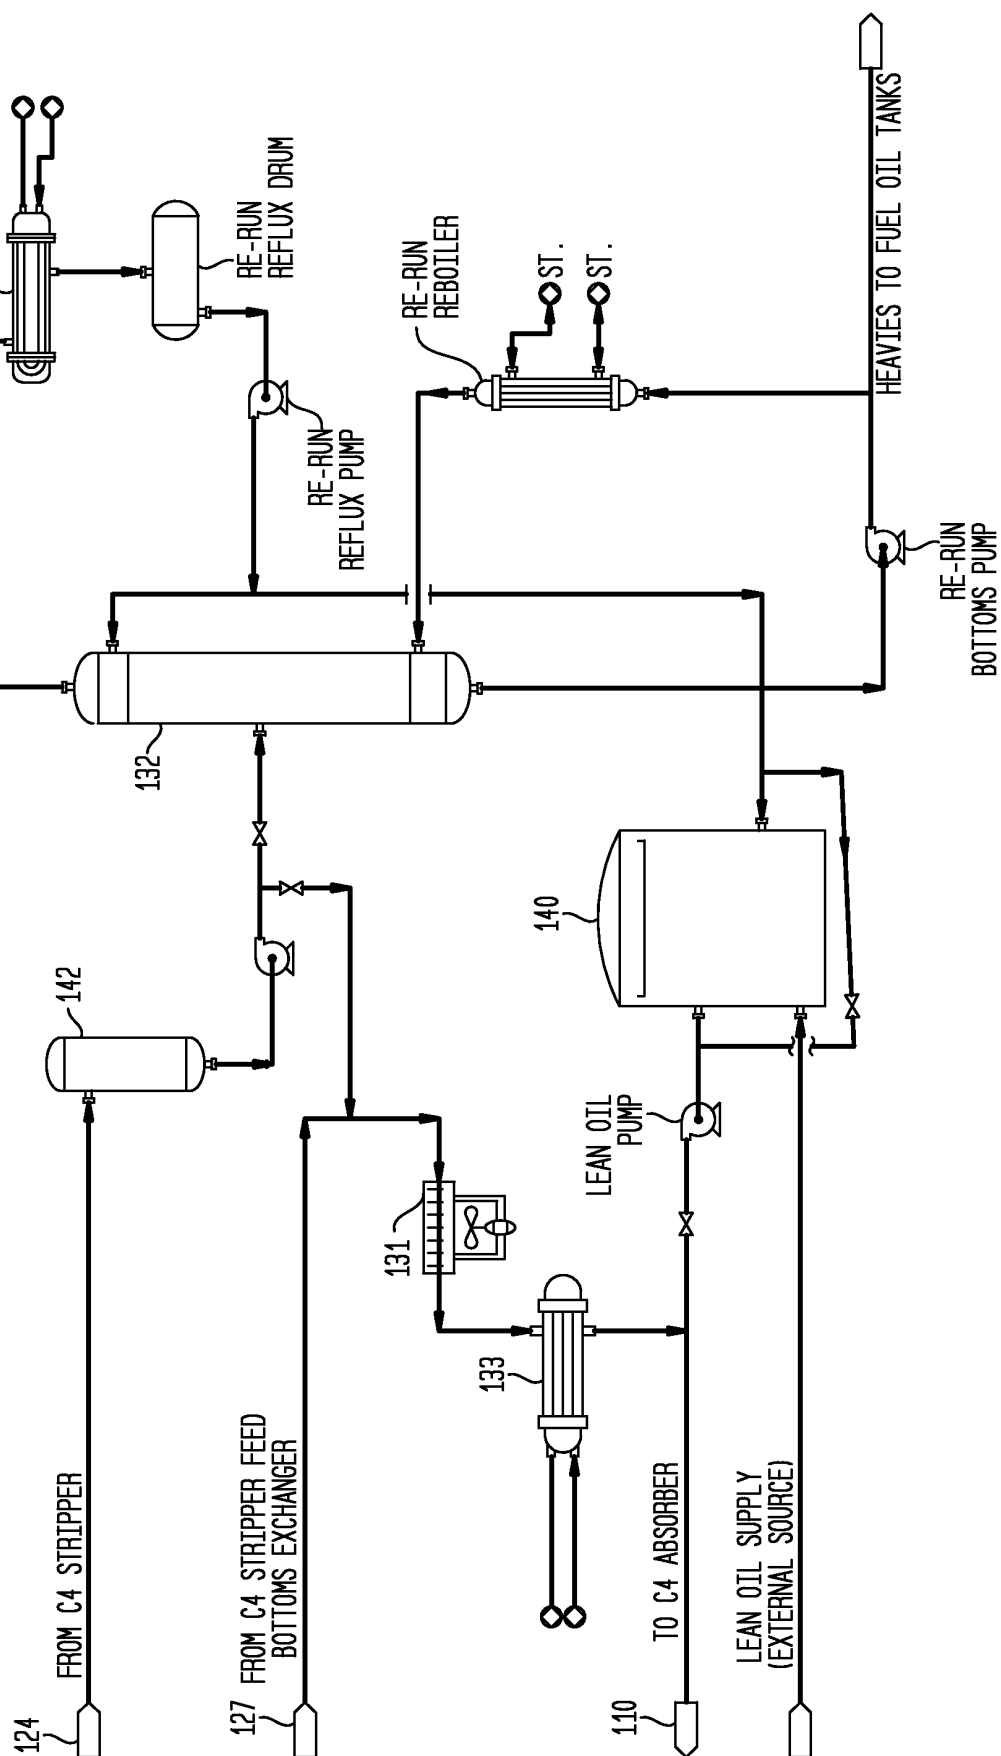 124
FROM C4 STRIPPER
142
127
FROM C4 STRIPPER FEED
BOTTOMS EXCHANGER
132
RE-RUN
REFLUX DRUM
RE-RUN
REFLUX PUMP
131
RE-RUN
REBOILER
ST.
ST.
133
140
LEAN OIL
PUMP
110
TO C4 ABSORBER
LEAN OIL SUPPLY
(EXTERNAL SOURCE)
HEAVIES TO FUEL OIL TANKS
RE-RUN
BOTTOMS PUMP